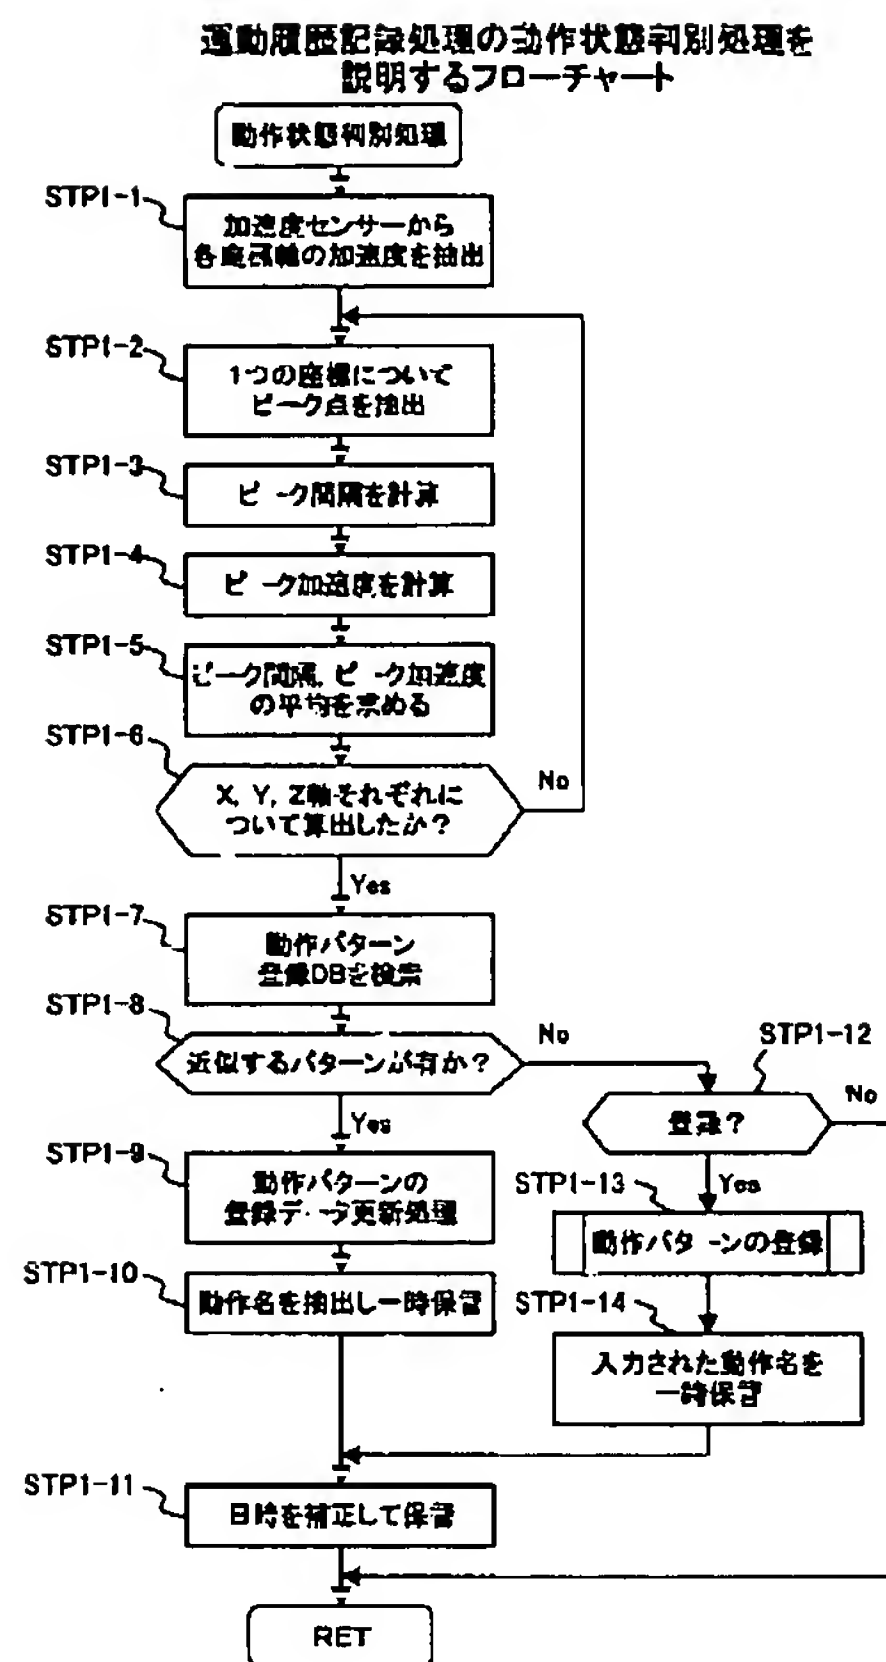 運動履歴記録処理の動作状態判別処理を
説明するフローチャート
動作状態判別処理
STP1-1
加速度センサーから
各座標軸の加速度を抽出
STP1-2
1つの座標について
ピーク点を抽出
STP1-3
ピーク間隔を計算
STP1-4
ピーク加速度を計算
STP1-5
ピーク間隔,ピーク加速度
の平均を求める
STP1-6
X, Y, Z軸それぞれに
ついて算出したか?
No
Yes
STP1-7
動作パターン
登録DBを検索
STP1-8
近似するパターンが有か?
No
Yes
STP1-12
登録?
No
Yes
STP1-9
動作パターンの
登録データ更新処理
STP1-13
動作パターンの登録
STP1-10
動作名を抽出し一時保管
STP1-14
入力された動作名を
一時保管
STP1-11
日時を補正して保管
RET